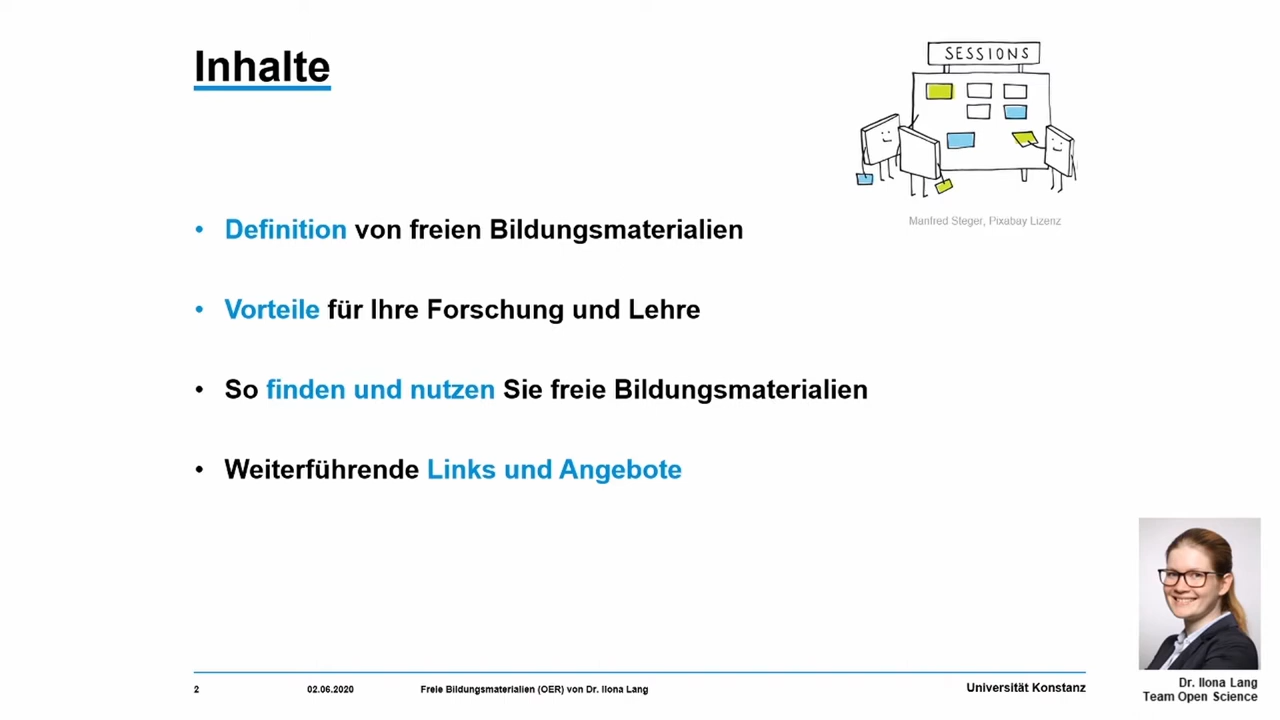 Inhalte
SESSIONS
Manfred Steger, Pixabay Lizenz
• Definition von freien Bildungsmaterialien
• Vorteile für Ihre Forschung und Lehre
• So finden und nutzen Sie freie Bildungsmaterialien
• Weiterführende Links und Angebote
2 02.06.2020 Freie Bildungsmaterialien (OER) von Dr. Ilona Lang Universität Konstanz
Dr. Ilona Lang
Team Open Science